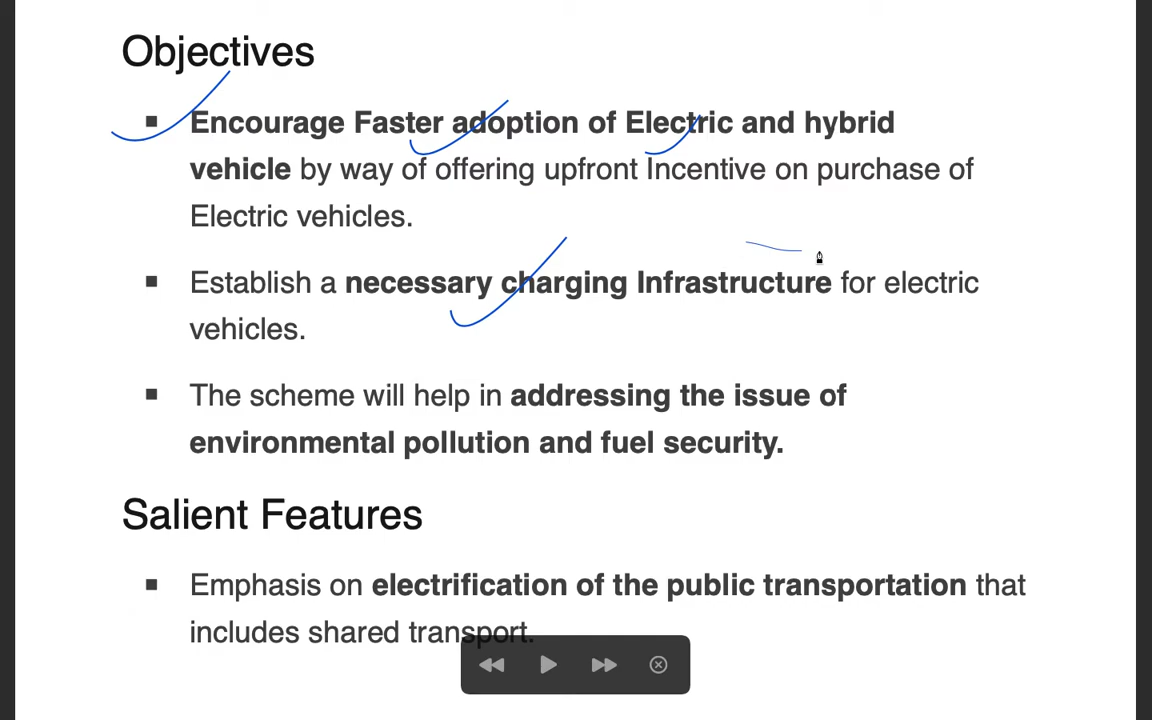 Objectives
▪ Encourage Faster adoption of Electric and hybrid
vehicle by way of offering upfront Incentive on purchase of
Electric vehicles.
▪ Establish a necessary charging Infrastructure for electric
vehicles.
▪ The scheme will help in addressing the issue of
environmental pollution and fuel security.
Salient Features
▪ Emphasis on electrification of the public transportation that
includes shared transport.